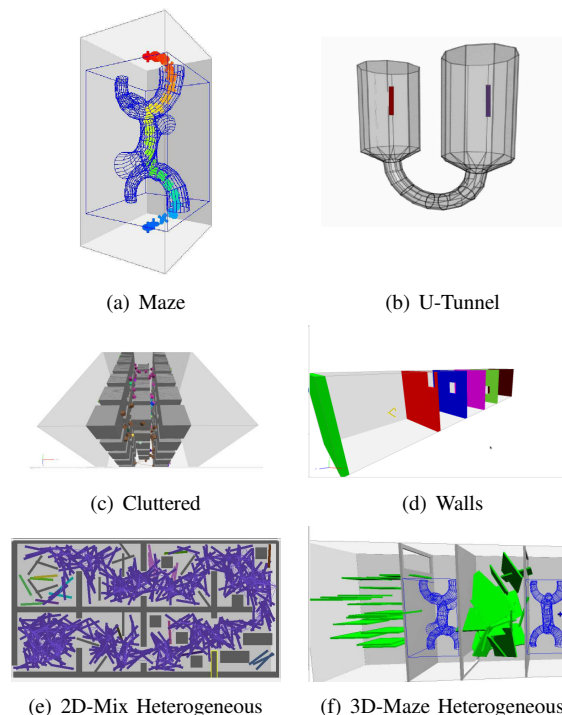 (a) Maze
(b) U-Tunnel
(c) Cluttered
(d) Walls
(e) 2D-Mix Heterogeneous
(f) 3D-Maze Heterogeneous